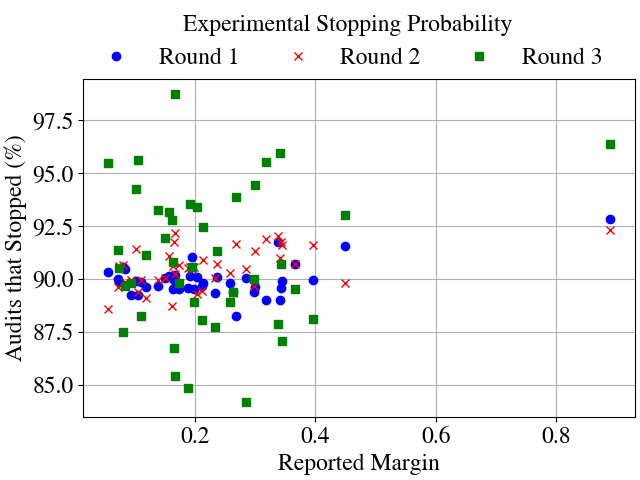 Experimental Stopping Probability
Round 1 Round 2 Round 3
Audits that Stopped (%)
97.5
95.0
92.5
90.0
87.5
85.0
0.2 0.4 0.6 0.8
Reported Margin